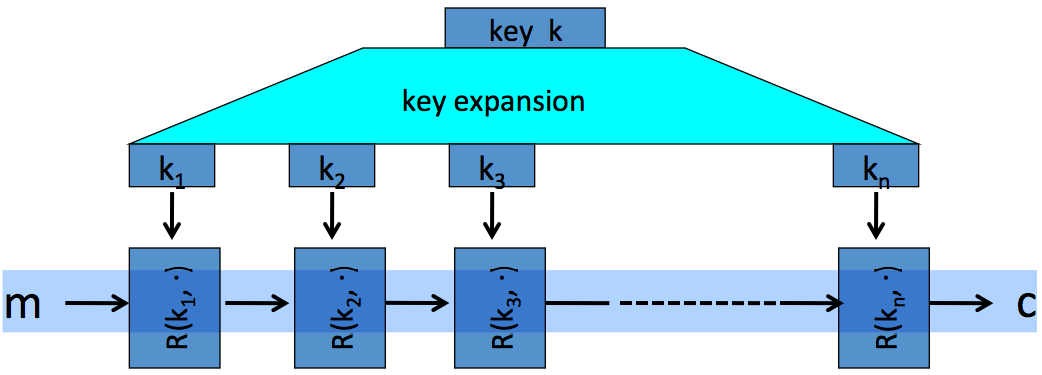 key k
key expansion
k₁ k₂ k₃ kₙ
m R(k₁, ·) R(k₂, ·) R(k₃, ·) R(kₙ, ·) c